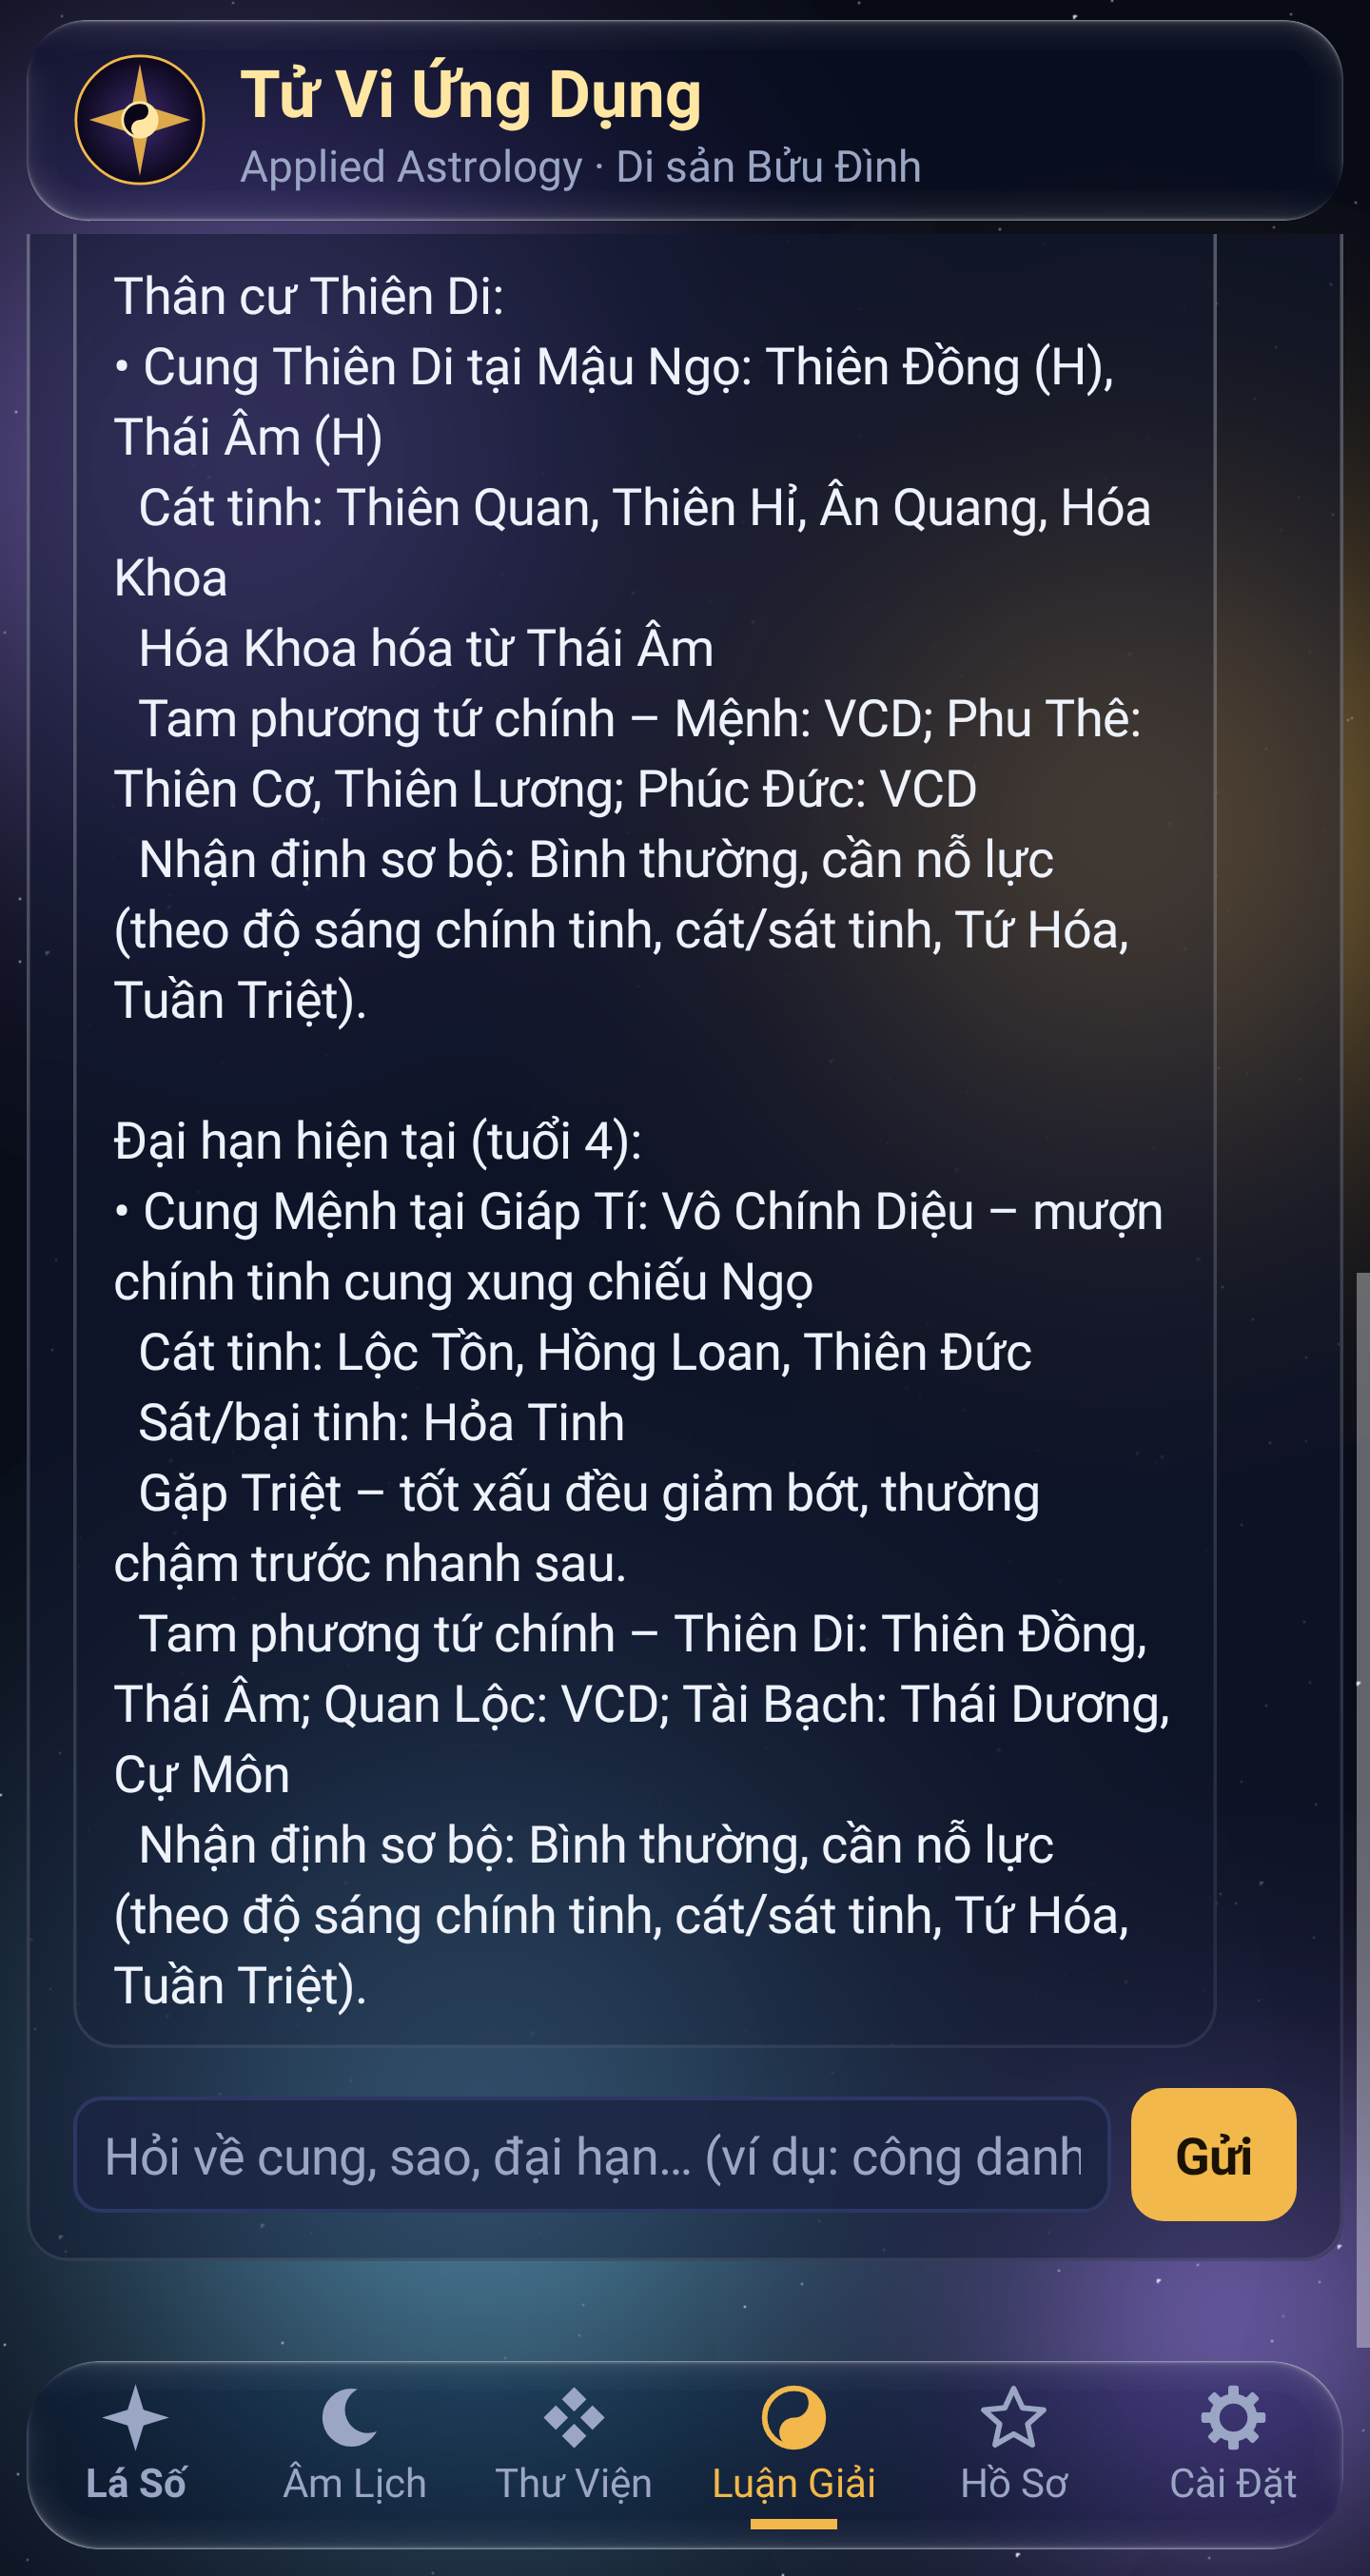 Tử Vi Ứng Dụng
Applied Astrology · Di sản Bửu Đình
Thân cư Thiên Di:
• Cung Thiên Di tại Mậu Ngọ: Thiên Đồng (H),
Thái Âm (H)
Cát tinh: Thiên Quan, Thiên Hỉ, Ân Quang, Hóa
Khoa
Hóa Khoa hóa từ Thái Âm
Tam phương tứ chính – Mệnh: VCD; Phu Thê:
Thiên Cơ, Thiên Lương; Phúc Đức: VCD
Nhận định sơ bộ: Bình thường, cần nỗ lực
(theo độ sáng chính tinh, cát/sát tinh, Tứ Hóa,
Tuần Triệt).
Đại hạn hiện tại (tuổi 4):
• Cung Mệnh tại Giáp Tí: Vô Chính Diệu – mượn
chính tinh cung xung chiếu Ngọ
Cát tinh: Lộc Tồn, Hồng Loan, Thiên Đức
Sát/bại tinh: Hỏa Tinh
Gặp Triệt – tốt xấu đều giảm bớt, thường
chậm trước nhanh sau.
Tam phương tứ chính – Thiên Di: Thiên Đồng,
Thái Âm; Quan Lộc: VCD; Tài Bạch: Thái Dương,
Cự Môn
Nhận định sơ bộ: Bình thường, cần nỗ lực
(theo độ sáng chính tinh, cát/sát tinh, Tứ Hóa,
Tuần Triệt).
Hỏi về cung, sao, đại hạn... (ví dụ: công danh
Gửi
Lá Số
Âm Lịch
Thư Viện
Luận Giải
Hồ Sơ
Cài Đặt